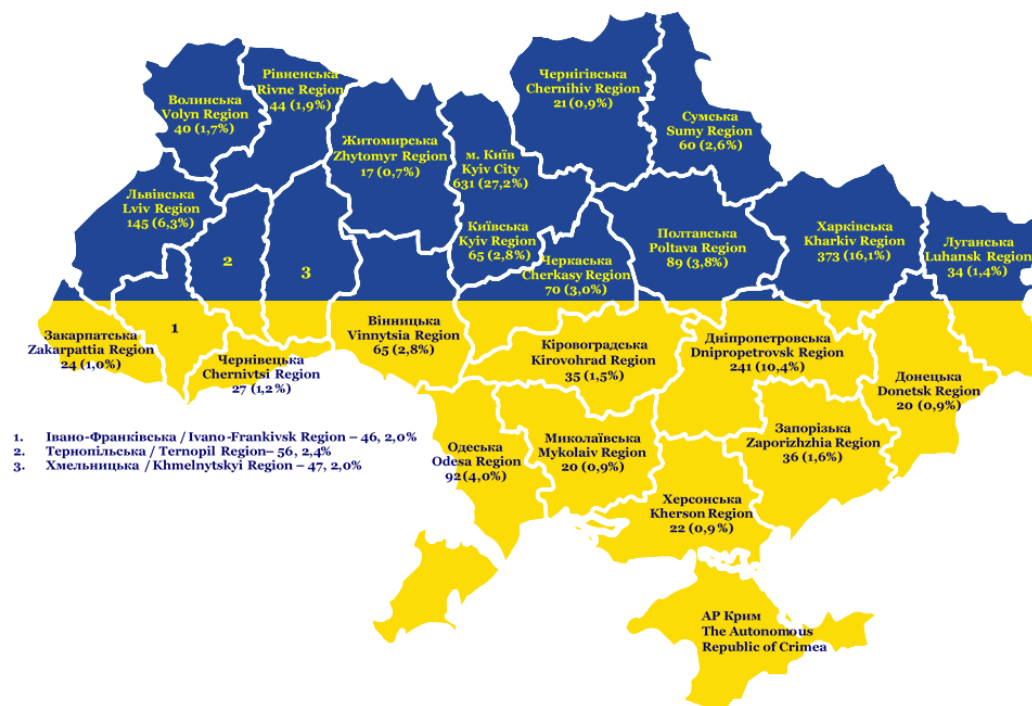 Рівненська
Rivne Region
44 (1,9%)
Волинська
Volyn Region
40 (1,7%)
Житомирська
Zhytomyr Region
17 (0,7%)
м. Київ
Kyiv City
631 (27,2%)
Чернігівська
Chernihiv Region
21 (0,9%)
Сумська
Sumy Region
60 (2,6%)
Львівська
Lviv Region
145 (6,3%)
2
3
Київська
Kyiv Region
65 (2,8%)
Черкаська
Cherkasy Region
70 (3,0%)
Полтавська
Poltava Region
89 (3,8%)
Харківська
Kharkiv Region
373 (16,1%)
Луганська
Luhansk Region
34 (1,4%)
Закарпатська
Zakarpattia Region
24 (1,0%)
1
Чернівецька
Chernivtsi Region
27 (1,2%)
Вінницька
Vinnytsia Region
65 (2,8%)
Кіровоградська
Kirovohrad Region
35 (1,5%)
Дніпропетровська
Dnipropetrovsk Region
241 (10,4%)
Донецька
Donetsk Region
20 (0,9%)
1. Івано-Франківська / Ivano-Frankivsk Region – 46, 2,0%
2. Тернопільська / Ternopil Region– 56, 2,4%
3. Хмельницька / Khmelnytskyi Region – 47, 2,0%
Одеська
Odesa Region
92 (4,0%)
Миколаївська
Mykolaiv Region
20 (0,9%)
Запорізька
Zaporizhzhia Region
36 (1,6%)
Херсонська
Kherson Region
22 (0,9%)
АР Крим
The Autonomous
Republic of Crimea